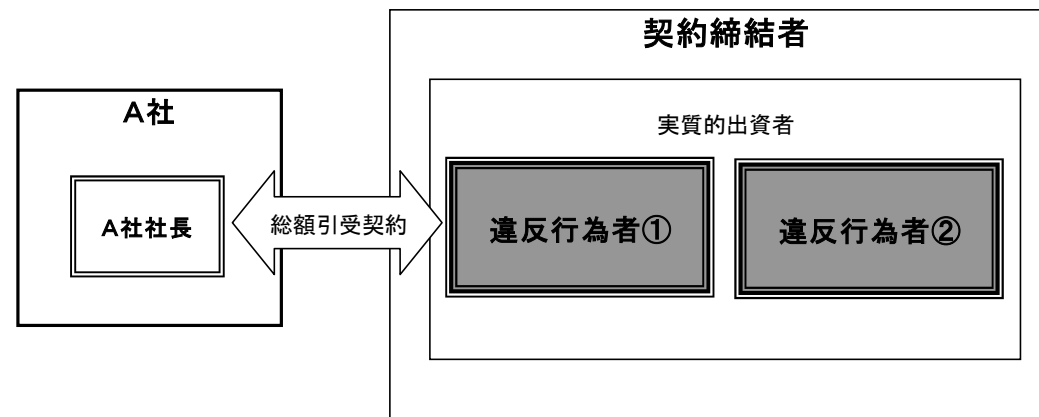 契約締結者
A社
実質的出資者
A社社長
総額引受契約
違反行為者①
違反行為者②